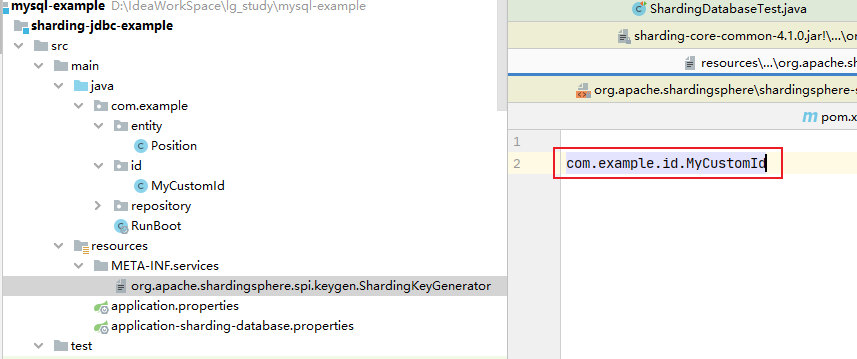 mysql-example D:\IdeaWorkSpace\lg_study\mysql-example
sharding-jdbc-example
src
main
java
com.example
entity
Position
id
MyCustomId
repository
RunBoot
resources
META-INF.services
org.apache.shardingsphere.spi.keygen.ShardingKeyGenerator
application.properties
application-sharding-database.properties
test
ShardingDatabaseTest.java
sharding-core-common-4.1.0.jar!\...\org.a
resources\...\org.apache.sh
org.apache.shardingsphere\shardingsphere-s
pom.x
1
2 com.example.id.MyCustomId